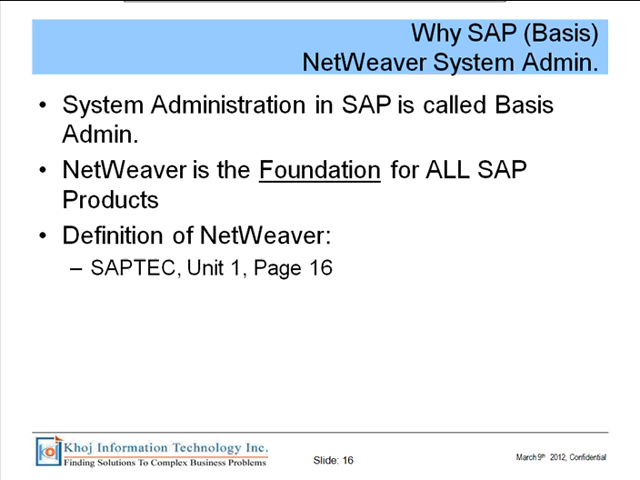 Why SAP (Basis)
NetWeaver System Admin.
• System Administration in SAP is called Basis
Admin.
• NetWeaver is the Foundation for ALL SAP
Products
• Definition of NetWeaver:
– SAPTEC, Unit 1, Page 16
Khoj Information Technology Inc.
Finding Solutions To Complex Business Problems
Slide: 16
March 9th 2012, Confidential